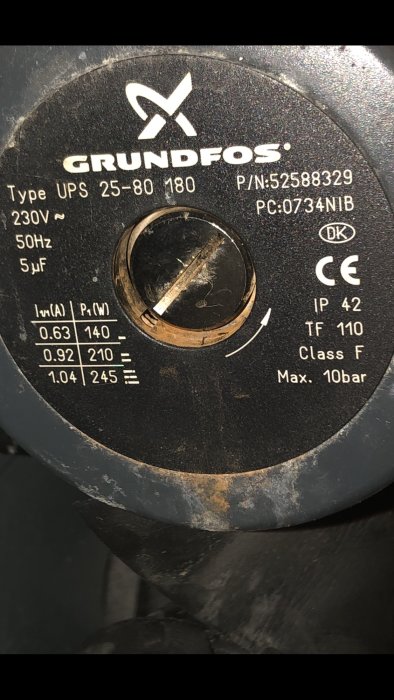 GRUNDFOS
Type UPS 25-80 180
P/N:52588329
PC:0734NIB
230V ~
50Hz
5µF
DK
CE
I₁/₁(A) P₁(W)
0.63 140
0.92 210
1.04 245
IP 42
TF 110
Class F
Max. 10bar